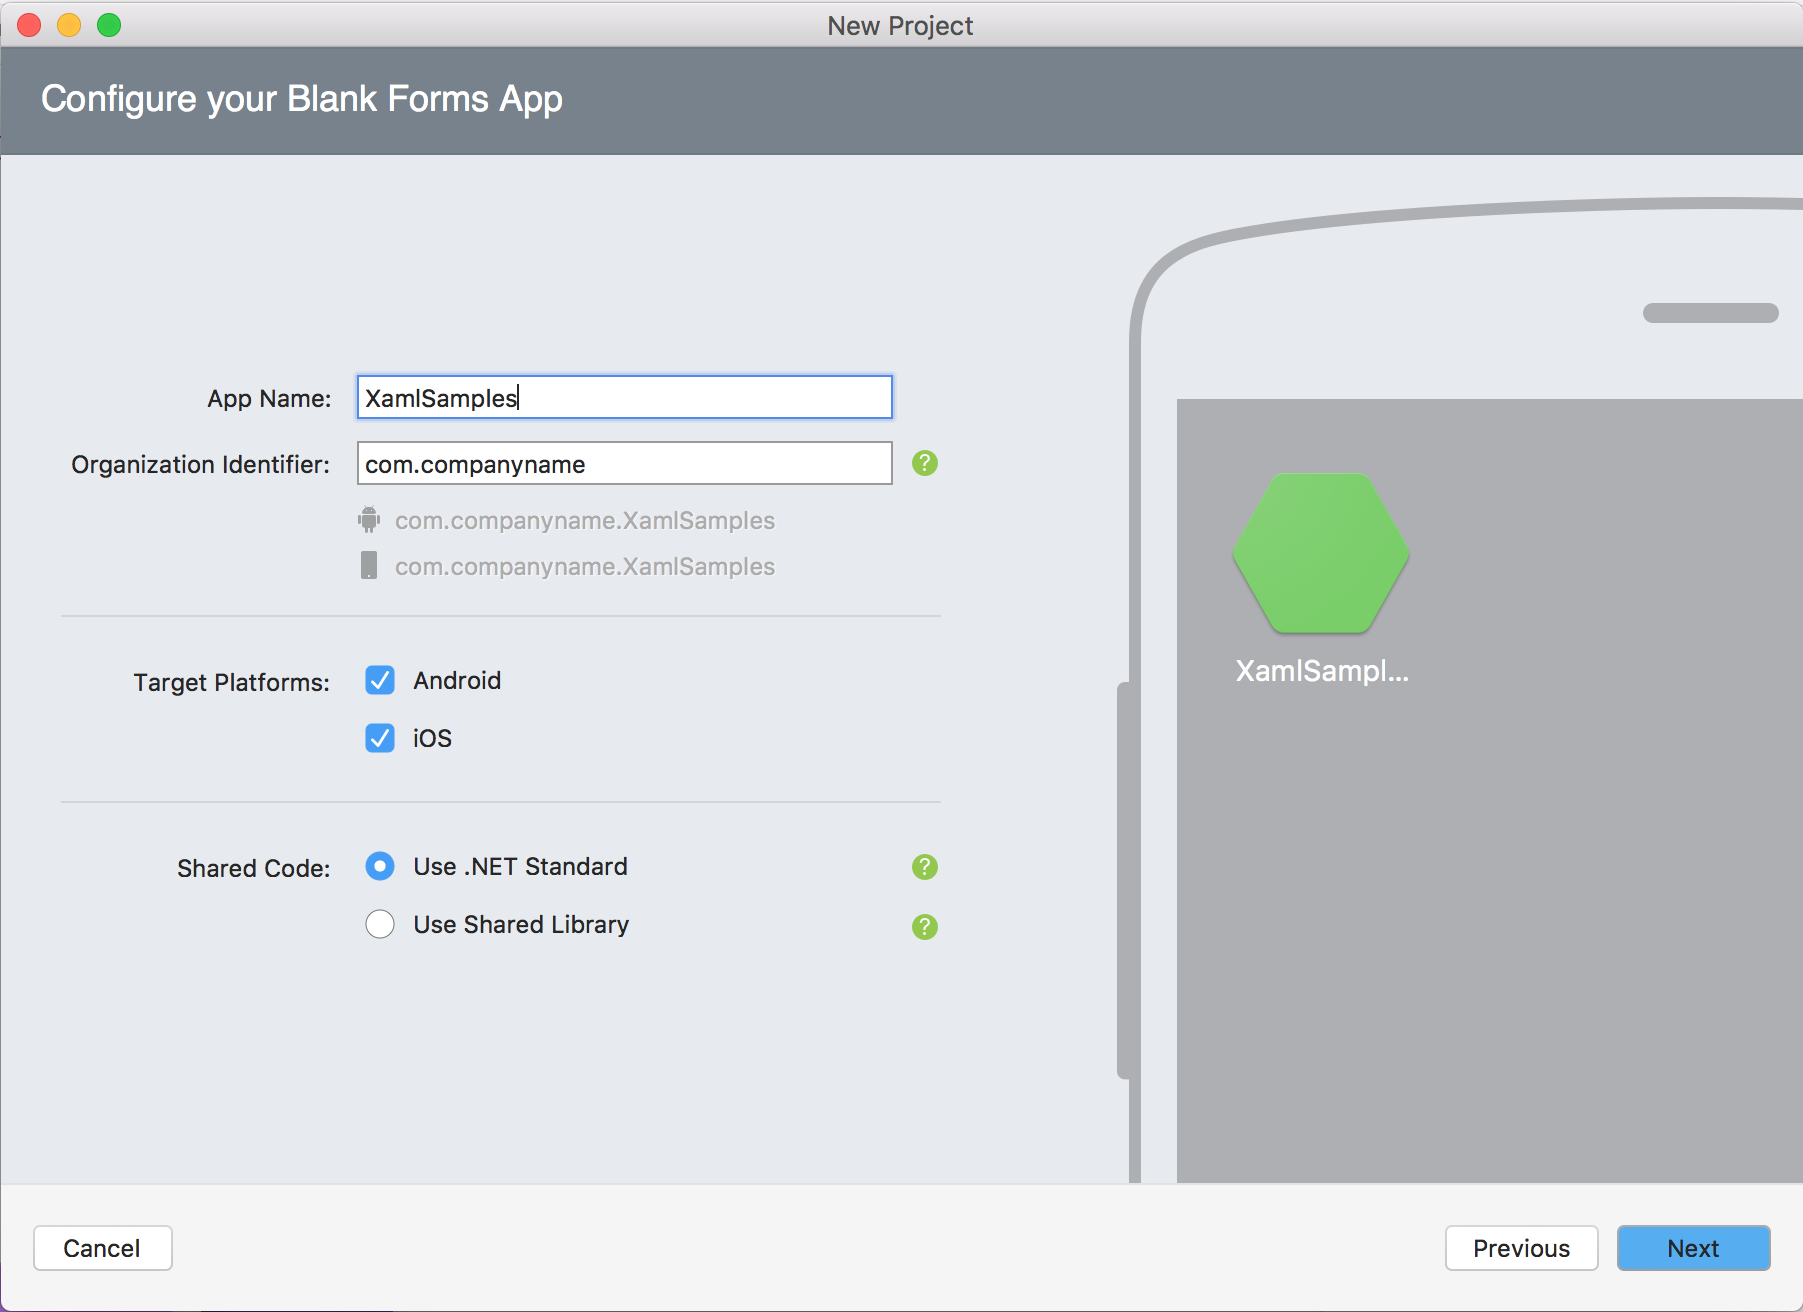 New Project
Configure your Blank Forms App
App Name: XamlSamples
Organization Identifier: com.companyname ?
com.companyname.XamlSamples
com.companyname.XamlSamples
Target Platforms: Android
iOS
Shared Code: Use .NET Standard ?
Use Shared Library ?
XamlSampl...
Cancel Previous Next